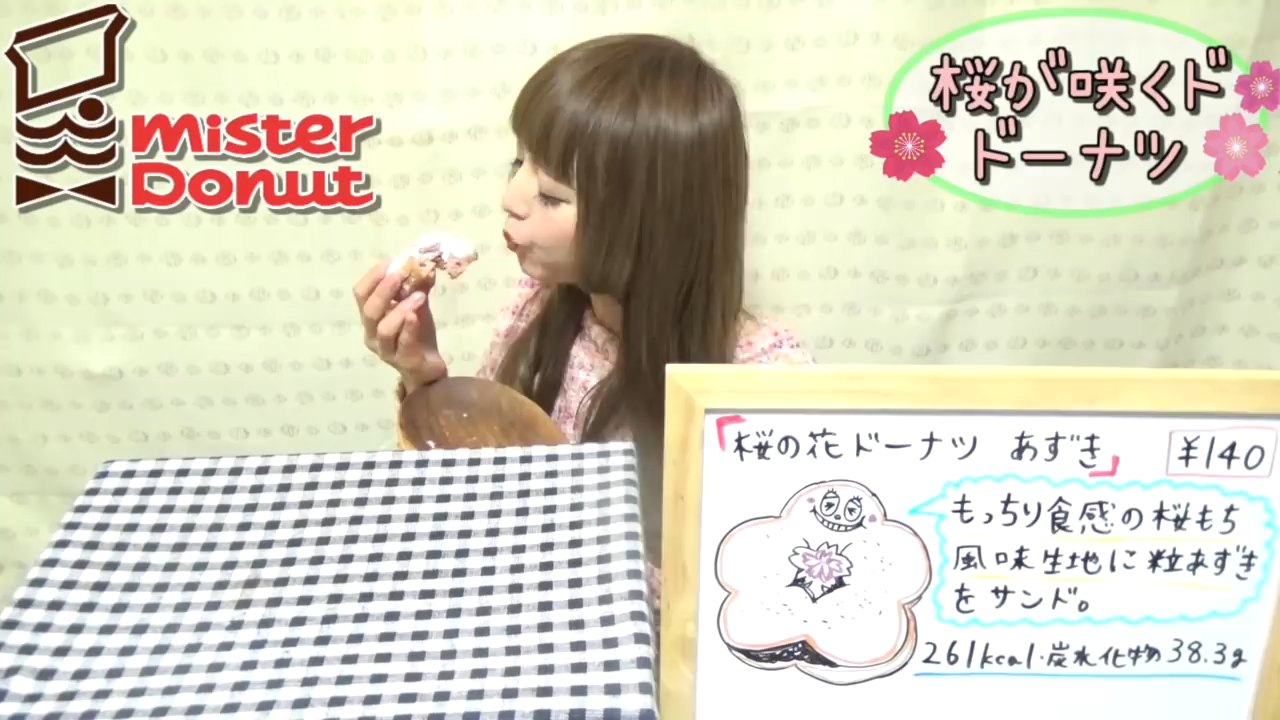 mister
Donut
桜が咲くド
ドーナツ
『桜の花ドーナツ あずき』
¥140
もっちり食感の桜もち
風味生地に粒あずき
をサンド。
261kcal・炭水化物38.3g